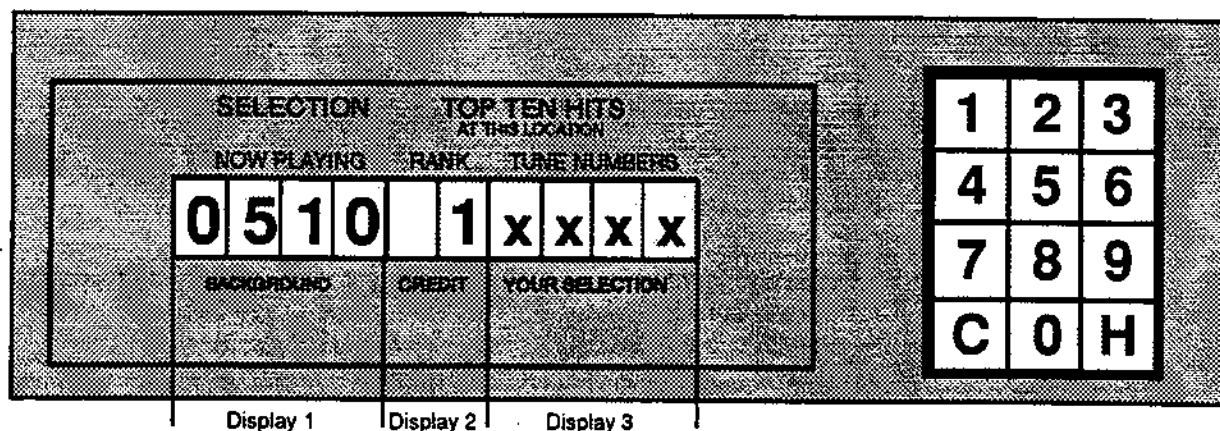 SELECTION TOP TEN HITS
AT THIS LOCATION
NOW PLAYING RANK TUNE NUMBERS
0 5 1 0 1 x x x x
BACKGROUND CREDIT YOUR SELECTION
Display 1 Display 2 Display 3
1 2 3
4 5 6
7 8 9
C 0 H